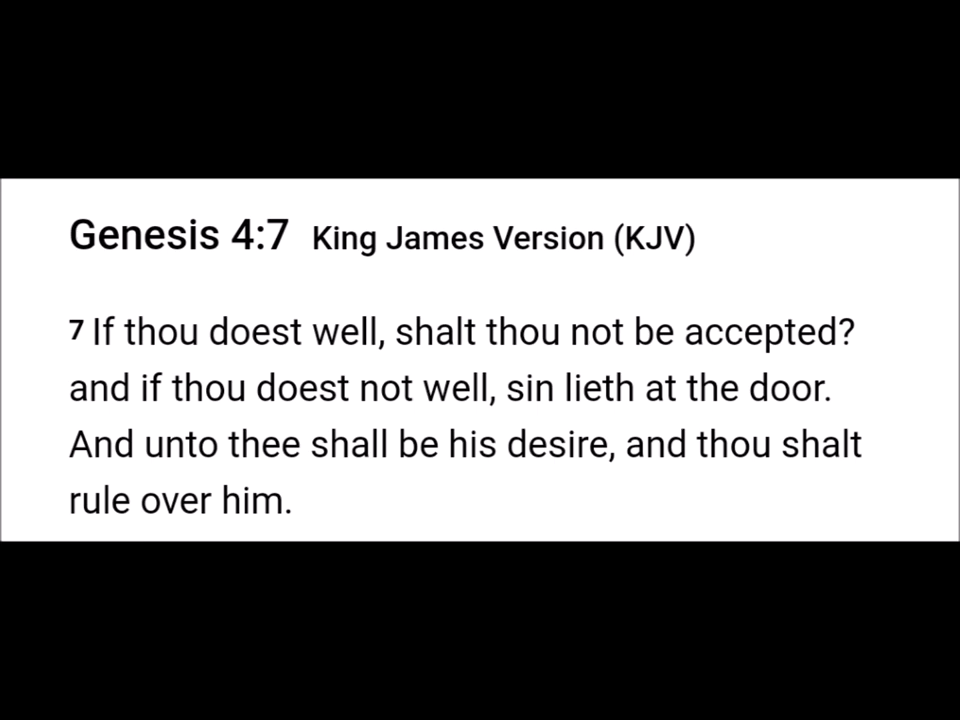 Genesis 4:7 King James Version (KJV)
7 If thou doest well, shalt thou not be accepted?
and if thou doest not well, sin lieth at the door.
And unto thee shall be his desire, and thou shalt
rule over him.